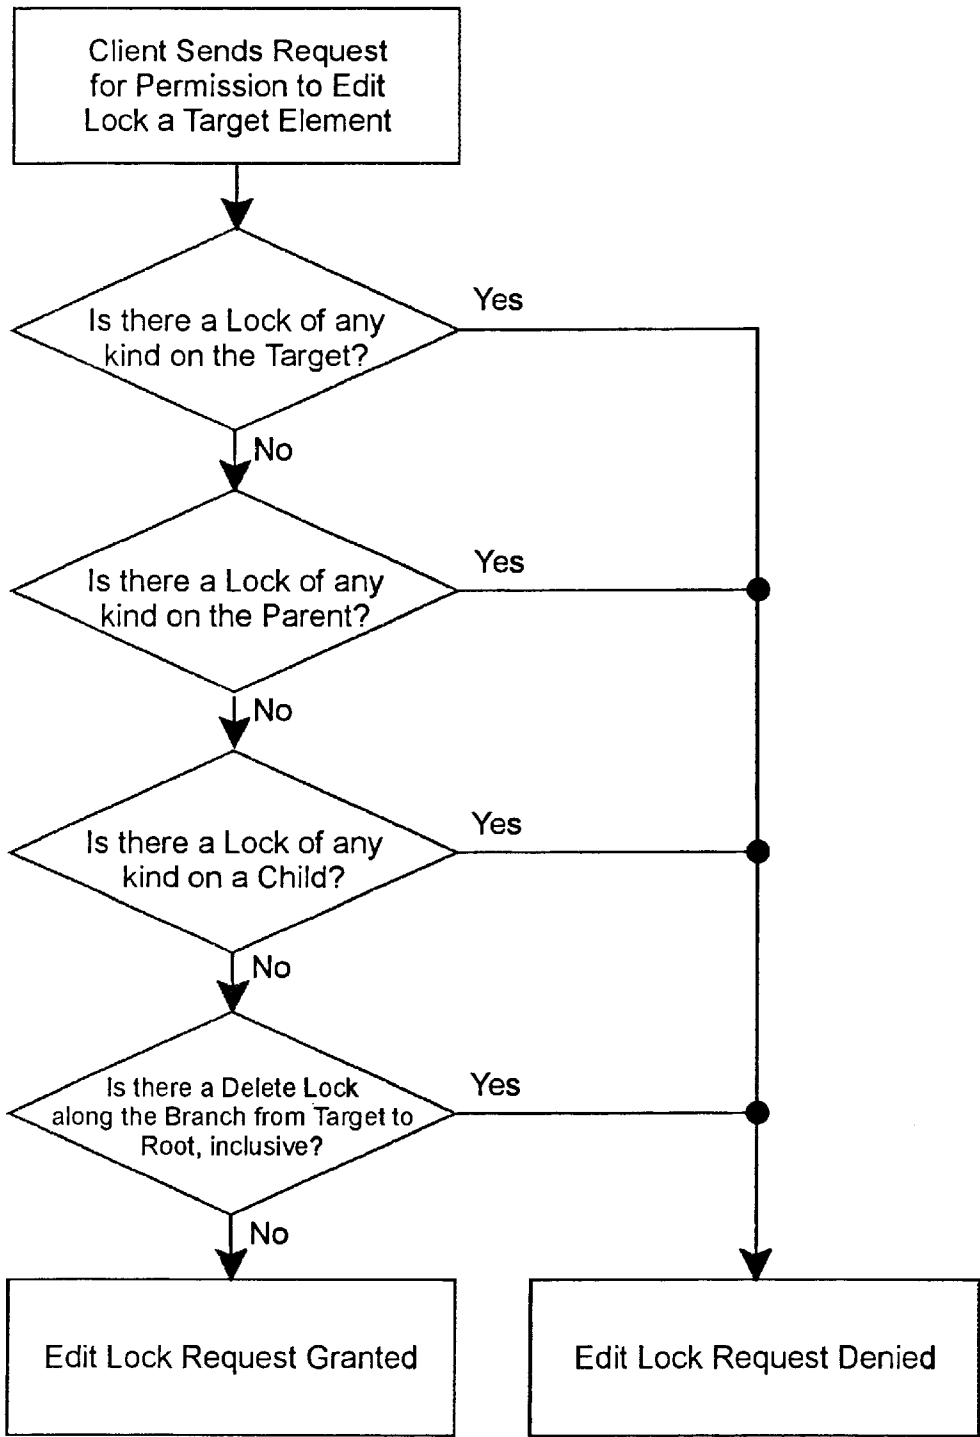 Client Sends Request
for Permission to Edit
Lock a Target Element
Is there a Lock of any
kind on the Target?
Yes
No
Is there a Lock of any
kind on the Parent?
Yes
No
Is there a Lock of any
kind on a Child?
Yes
No
Is there a Delete Lock
along the Branch from Target to
Root, inclusive?
Yes
No
Edit Lock Request Granted
Edit Lock Request Denied